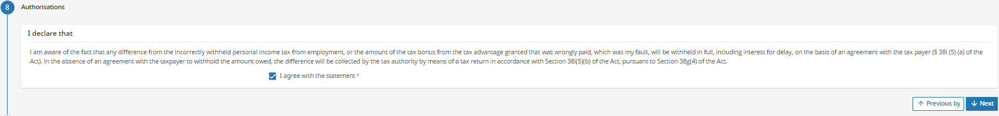 8 Authorisations
I declare that
I am aware of the fact that any difference from the incorrectly withheld personal income tax from employment, or the amount of the tax bonus from the tax advantage granted that was wrongly paid, which was my fault, will be withheld in full, including interest for delay, on the basis of an agreement with the tax payer (§ 38i (5) (a) of the
Act). In the absence of an agreement with the taxpayer to withhold the amount owed, the difference will be collected by the tax authority by means of a tax return in accordance with Section 38i(5)(b) of the Act, pursuant to Section 38g(4) of the Act.
I agree with the statement*
Previous by Next